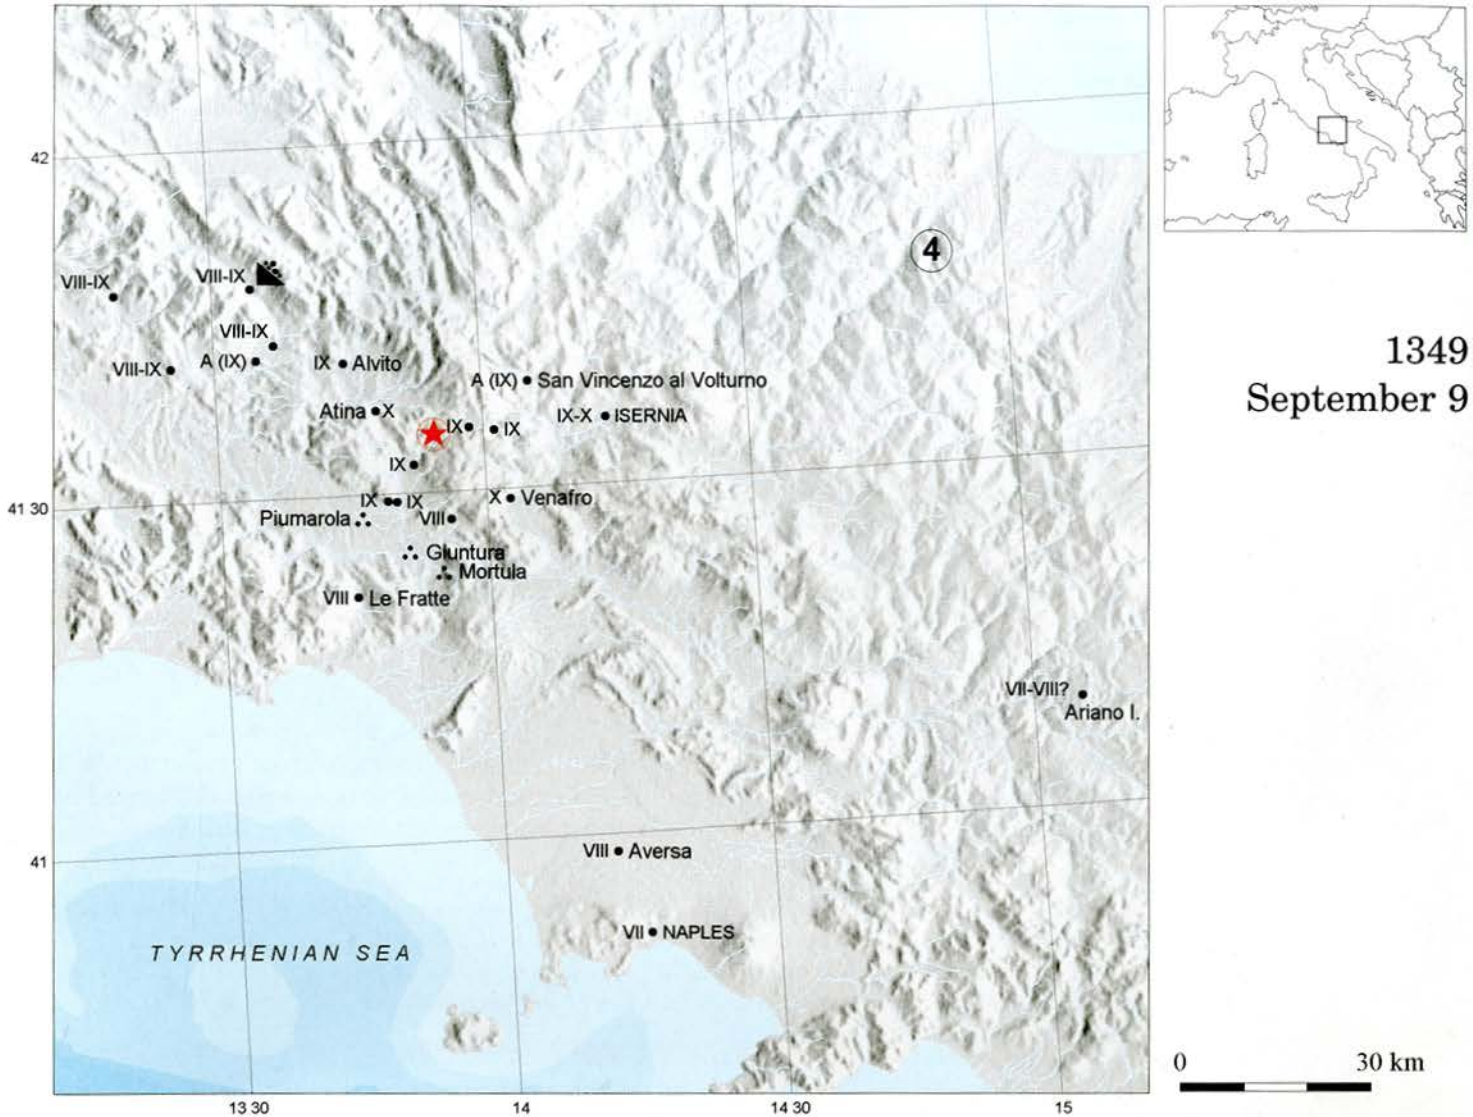 42
4
VIII-IX
VIII-IX
VIII-IX
VIII-IX
A (IX)
IX Alvito
A (IX) San Vincenzo al Volturno
Atina X
IX
IX
IX-X ISERNIA
IX
41 30
IX
IX
X Venafro
Piumarola
VIII
Giuntura
Mortula
VIII Le Fratte
VII-VIII?
Ariano I.
41
VIII Aversa
VII NAPLES
TYRRHENIAN SEA
13 30
14
14 30
15
1349
September 9
0
30 km